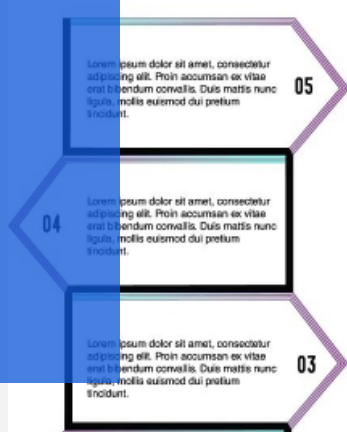 Lorem ipsum dolor sit amet, consectetur
adipiscing elit. Proin accumsan ex vitae
erat bibendum convallis. Duis mattis nunc
ligula, mollis euismod dui pretium
tincidunt.
05
04
Lorem ipsum dolor sit amet, consectetur
adipiscing elit. Proin accumsan ex vitae
erat bibendum convallis. Duis mattis nunc
ligula, mollis euismod dui pretium
tincidunt.
Lorem ipsum dolor sit amet, consectetur
adipiscing elit. Proin accumsan ex vitae
erat bibendum convallis. Duis mattis nunc
ligula, mollis euismod dui pretium
tincidunt.
03